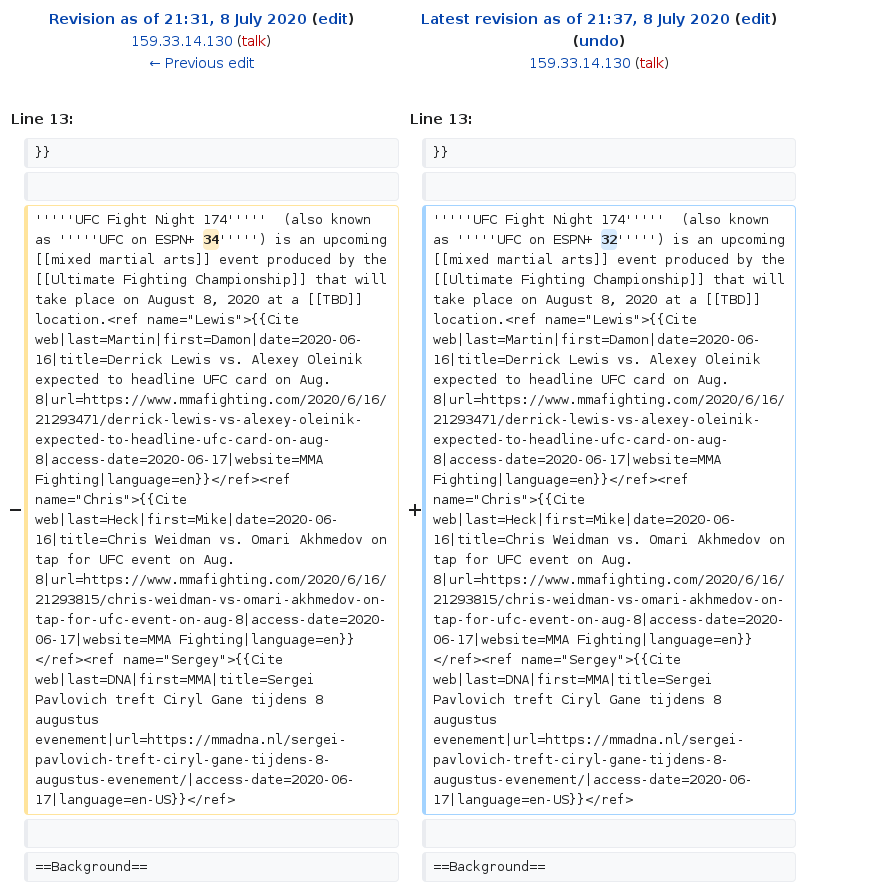 Revision as of 21:31, 8 July 2020 (edit)
159.33.14.130 (talk)
← Previous edit
Latest revision as of 21:37, 8 July 2020 (edit)
(undo)
159.33.14.130 (talk)
Line 13:
Line 13:
}}
}}
−
'''''UFC Fight Night 174'''''  (also known
as '''''UFC on ESPN+ 34''''') is an upcoming
[[mixed martial arts]] event produced by the
[[Ultimate Fighting Championship]] that will
take place on August 8, 2020 at a [[TBD]]
location.<ref name="Lewis">{{Cite
web|last=Martin|first=Damon|date=2020-06-
16|title=Derrick Lewis vs. Alexey Oleinik
expected to headline UFC card on Aug.
8|url=https://www.mmafighting.com/2020/6/16/
21293471/derrick-lewis-vs-alexey-oleinik-
expected-to-headline-ufc-card-on-aug-
8|access-date=2020-06-17|website=MMA
Fighting|language=en}}</ref><ref
name="Chris">{{Cite
web|last=Heck|first=Mike|date=2020-06-
16|title=Chris Weidman vs. Omari Akhmedov on
tap for UFC event on Aug.
8|url=https://www.mmafighting.com/2020/6/16/
21293815/chris-weidman-vs-omari-akhmedov-on-
tap-for-ufc-event-on-aug-8|access-date=2020-
06-17|website=MMA Fighting|language=en}}
</ref><ref name="Sergey">{{Cite
web|last=DNA|first=MMA|title=Sergei
Pavlovich treft Ciryl Gane tijdens 8
augustus
evenement|url=https://mmadna.nl/sergei-
pavlovich-treft-ciryl-gane-tijdens-8-
augustus-evenement/|access-date=2020-06-
17|language=en-US}}</ref>
+
'''''UFC Fight Night 174'''''  (also known
as '''''UFC on ESPN+ 32''''') is an upcoming
[[mixed martial arts]] event produced by the
[[Ultimate Fighting Championship]] that will
take place on August 8, 2020 at a [[TBD]]
location.<ref name="Lewis">{{Cite
web|last=Martin|first=Damon|date=2020-06-
16|title=Derrick Lewis vs. Alexey Oleinik
expected to headline UFC card on Aug.
8|url=https://www.mmafighting.com/2020/6/16/
21293471/derrick-lewis-vs-alexey-oleinik-
expected-to-headline-ufc-card-on-aug-
8|access-date=2020-06-17|website=MMA
Fighting|language=en}}</ref><ref
name="Chris">{{Cite
web|last=Heck|first=Mike|date=2020-06-
16|title=Chris Weidman vs. Omari Akhmedov on
tap for UFC event on Aug.
8|url=https://www.mmafighting.com/2020/6/16/
21293815/chris-weidman-vs-omari-akhmedov-on-
tap-for-ufc-event-on-aug-8|access-date=2020-
06-17|website=MMA Fighting|language=en}}
</ref><ref name="Sergey">{{Cite
web|last=DNA|first=MMA|title=Sergei
Pavlovich treft Ciryl Gane tijdens 8
augustus
evenement|url=https://mmadna.nl/sergei-
pavlovich-treft-ciryl-gane-tijdens-8-
augustus-evenement/|access-date=2020-06-
17|language=en-US}}</ref>
==Background==
==Background==